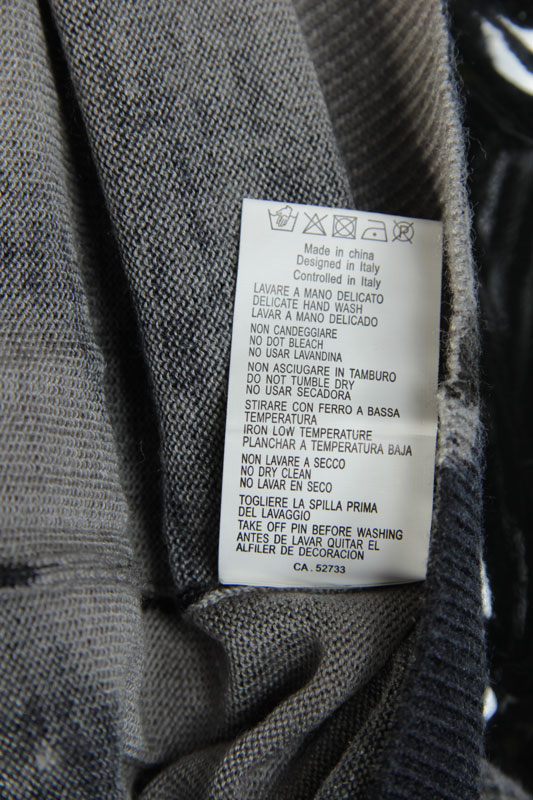 Made in china
Designed in Italy
Controlled in Italy
LAVARE A MANO DELICATO
DELICATE HAND WASH
LAVAR A MANO DELICADO
NON CANDEGGIARE
NO DOT BLEACH
NO USAR LAVANDINA
NON ASCIUGARE IN TAMBURO
DO NOT TUMBLE DRY
NO USAR SECADORA
STIRARE CON FERRO A BASSA
TEMPERATURA
IRON LOW TEMPERATURE
PLANCHAR A TEMPERATURA BAJA
NON LAVARE A SECCO
NO DRY CLEAN
NO LAVAR EN SECO
TOGLIERE LA SPILLA PRIMA
DEL LAVAGGIO
TAKE OFF PIN BEFORE WASHING
ANTES DE LAVAR QUITAR EL
ALFILER DE DECORACION
CA. 52733